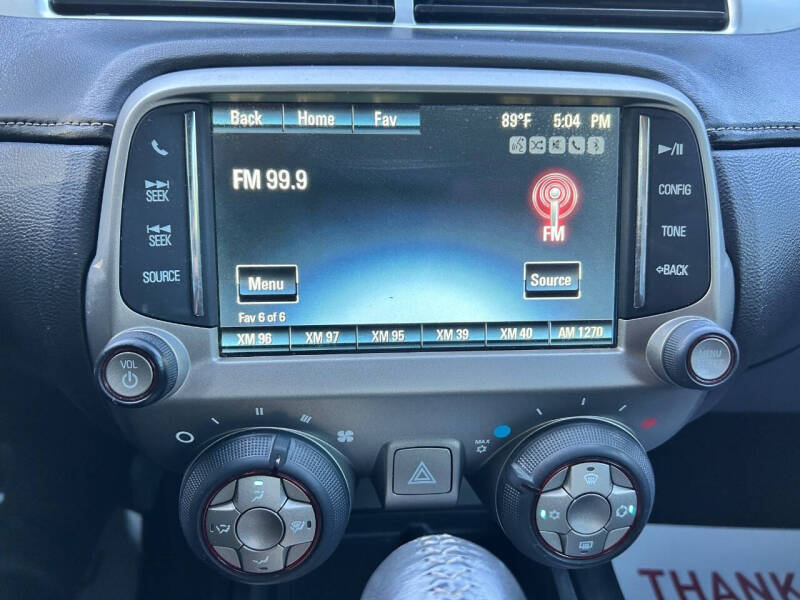 Back Home Fav 89°F 5:04 PM
FM 99.9
FM
Menu Source
Fav 6 of 6
XM 96 XM 97 XM 95 XM 39 XM 40 AM 1270
SEEK
SEEK
SOURCE
CONFIG
TONE
BACK
VOL
MENU
MAX
THANK